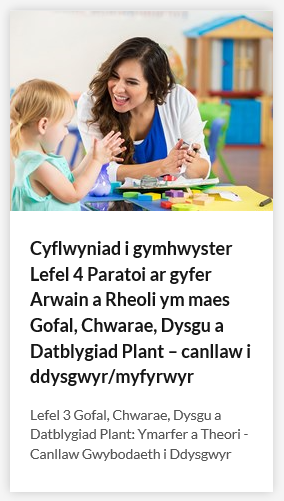 Cyflwyniad i gymhwyster
Lefel 4 Paratoi ar gyfer
Arwain a Rheoli ym maes
Gofal, Chwarae, Dysgu a
Datblygiad Plant – canllaw i
ddysgwyr/myfyrwyr
Lefel 3 Gofal, Chwarae, Dysgu a
Datblygiad Plant: Ymarfer a Theori -
Canllaw Gwybodaeth i Ddysgwyr